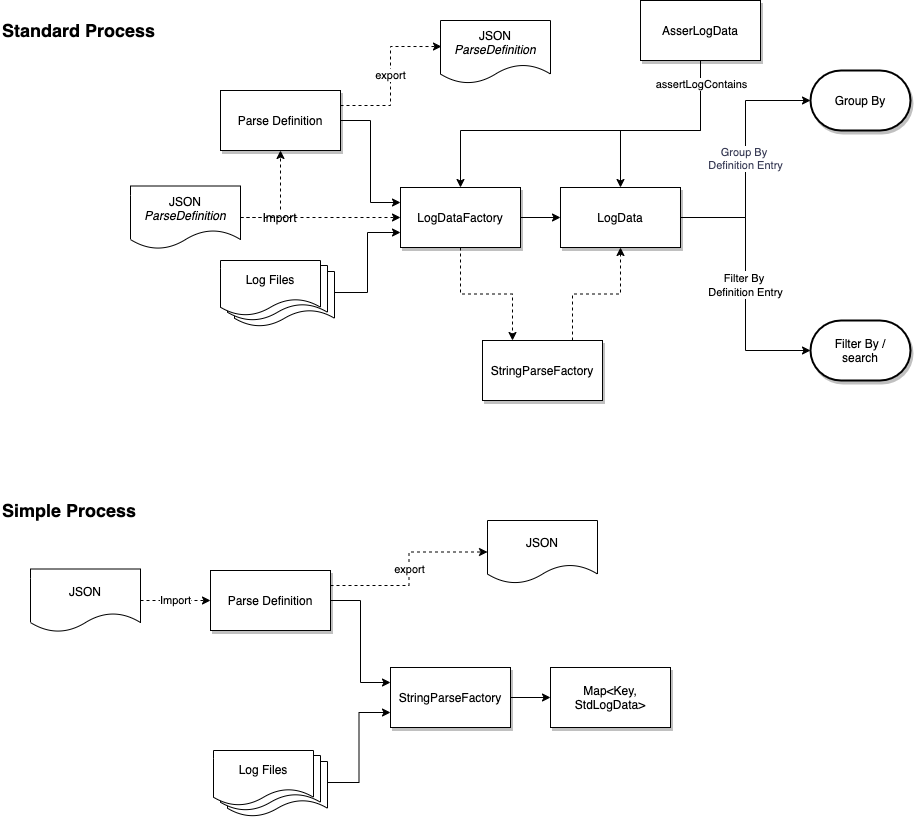 Standard Process
JSON
ParseDefinition
AsserLogData
export
assertLogContains
Group By
Parse Definition
Group By
Definition Entry
JSON
ParseDefinition
Import
LogDataFactory
LogData
Log Files
Filter By
Definition Entry
Filter By /
search
StringParseFactory
Simple Process
JSON
export
JSON
Import
Parse Definition
StringParseFactory
Map<Key,
StdLogData>
Log Files